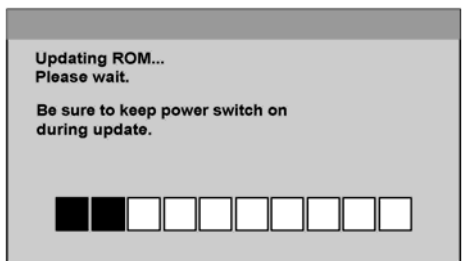 Updating ROM...
Please wait.
Be sure to keep power switch on
during update.